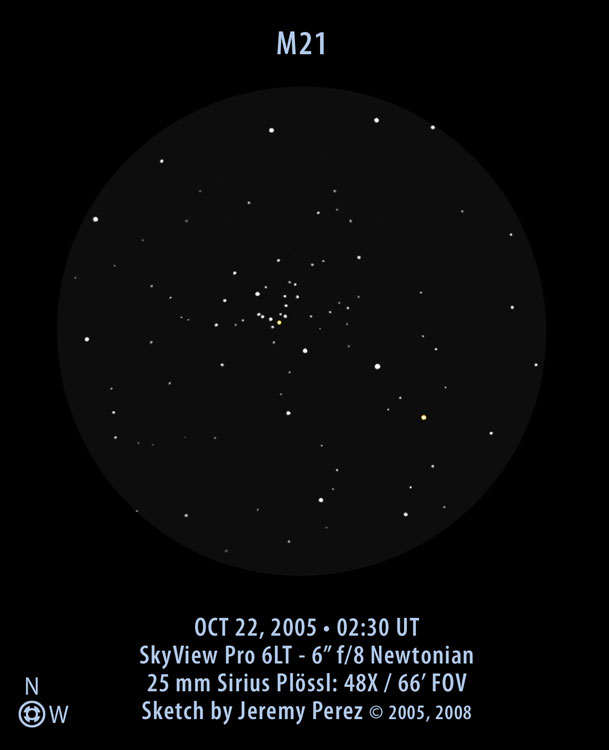 M21
OCT 22, 2005 • 02:30 UT
SkyView Pro 6LT - 6” f/8 Newtonian
25 mm Sirius Plössl: 48X / 66’ FOV
Sketch by Jeremy Perez © 2005, 2008
N
W